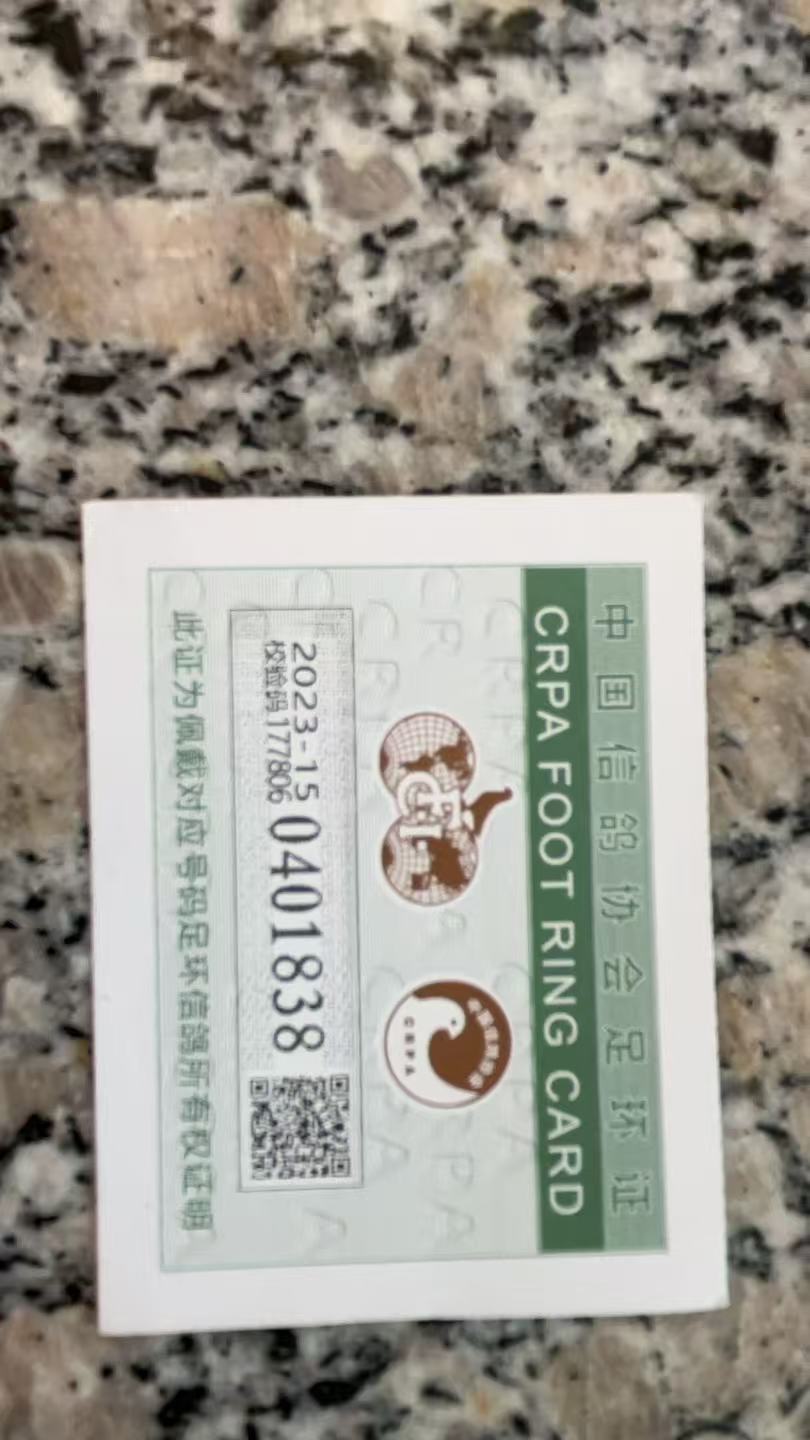 中国信鸽协会足环证
CRPA FOOT RING CARD
CRPA
2023-15 0401838
校验码177806
此证为佩戴对应号码足环信鸽所有权证明